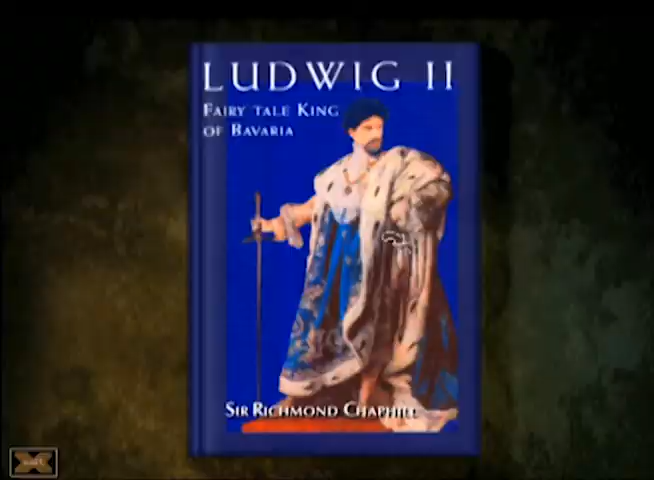 LUDWIG II
FAIRY TALE KING
OF BAVARIA
SIR RICHMOND CHAPHILL